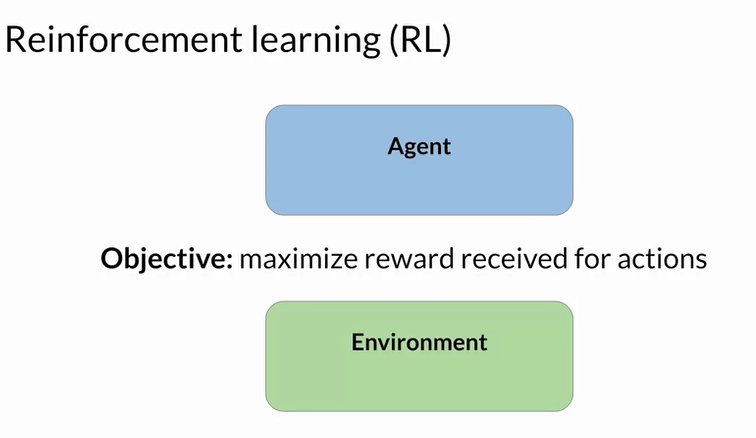 Reinforcement learning (RL)
Agent
Objective: maximize reward received for actions
Environment